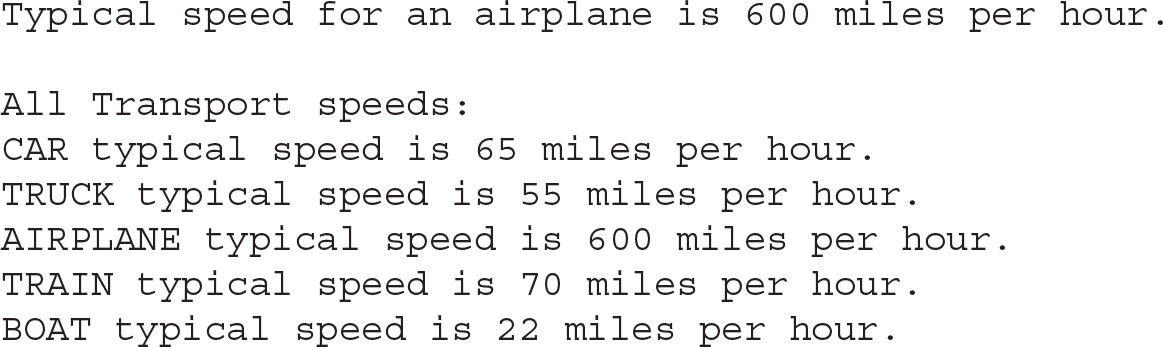 Typical speed for an airplane is 600 miles per hour.
All Transport speeds:
CAR typical speed is 65 miles per hour.
TRUCK typical speed is 55 miles per hour.
AIRPLANE typical speed is 600 miles per hour.
TRAIN typical speed is 70 miles per hour.
BOAT typical speed is 22 miles per hour.